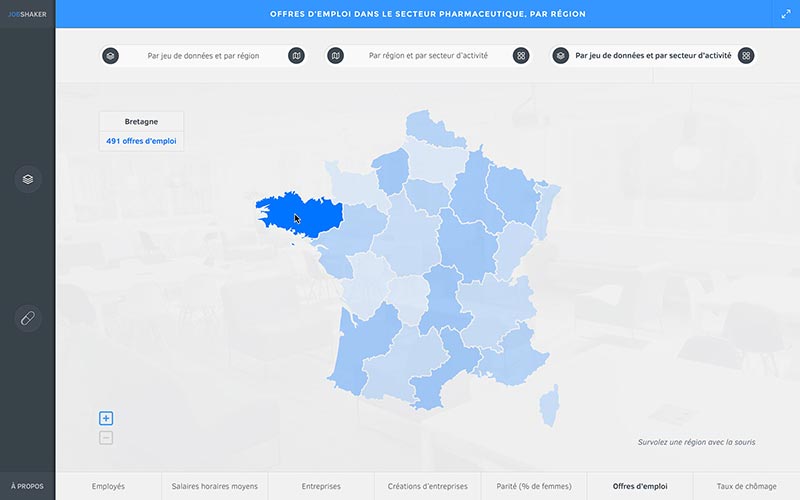 JOBSHAKER
OFFRES D'EMPLOI DANS LE SECTEUR PHARMACEUTIQUE, PAR RÉGION
Par jeu de données et par région
Par région et par secteur d'activité
Par jeu de données et par secteur d'activité
Bretagne
491 offres d'emploi
Survolez une région avec la souris
À PROPOS
Employés
Salaires horaires moyens
Entreprises
Créations d'entreprises
Parité (% de femmes)
Offres d'emploi
Taux de chômage